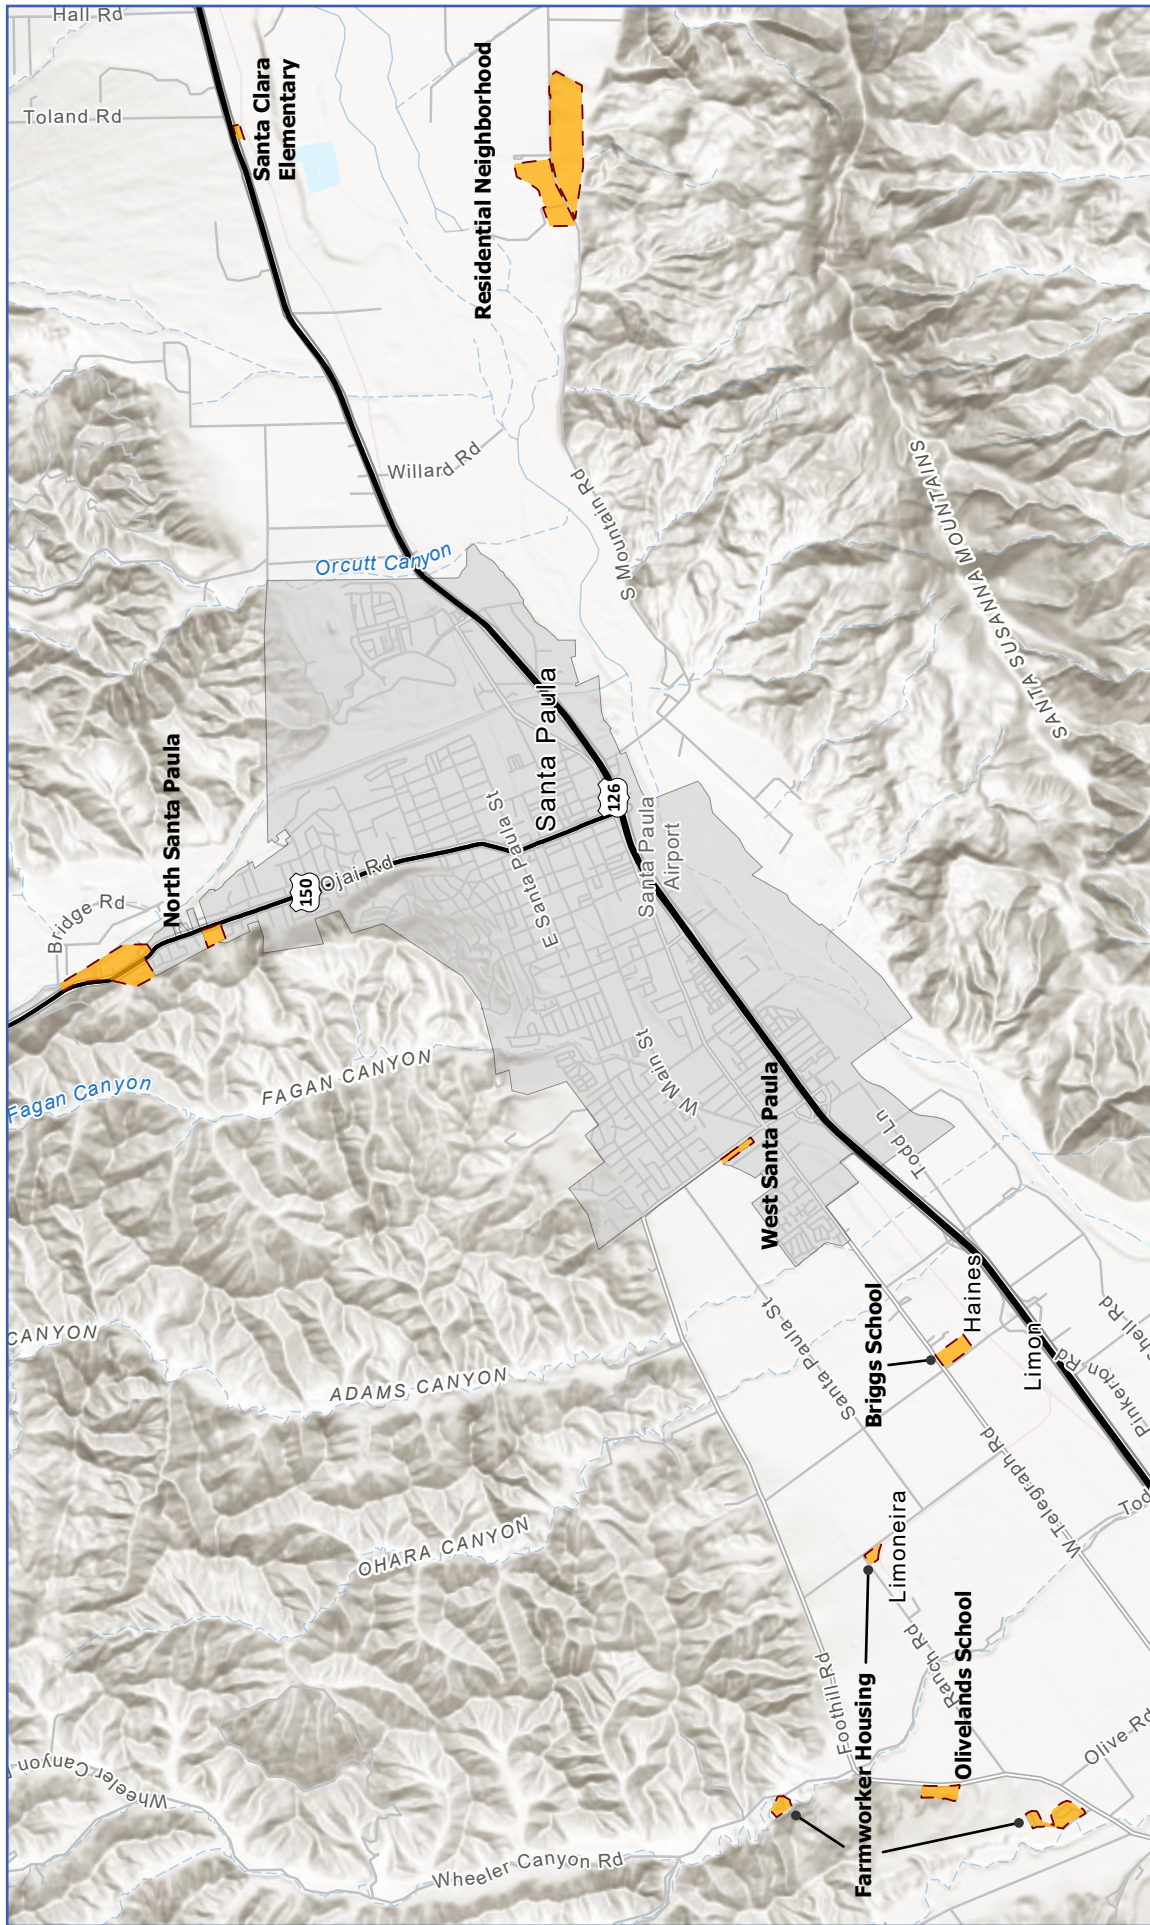 Hall Rd
Toland Rd
Santa Clara
Elementary
Residential Neighborhood
Willard Rd
Orcutt Canyon
S Mountain Rd
SANTA SUSANNA MOUNTAINS
Santa Paula
126
Santa Paula
Airport
E Santa Paula St
North Santa Paula
Bridge Rd
150
Ojai Rd
Fagan Canyon
FAGAN CANYON
W Main St
West Santa Paula
Todd Ln
CANYON
ADAMS CANYON
Santa Paula St
Briggs School
Haines
Limon
Pinkerton Rd
shell Rd
W Telegraph Rd
Tod
OHARA CANYON
Limoneira
Farmworker Housing
Foothill Rd
Ranch Rd
Olivelands School
Olive Rd
Wheeler Canyon
Wheeler Canyon Rd